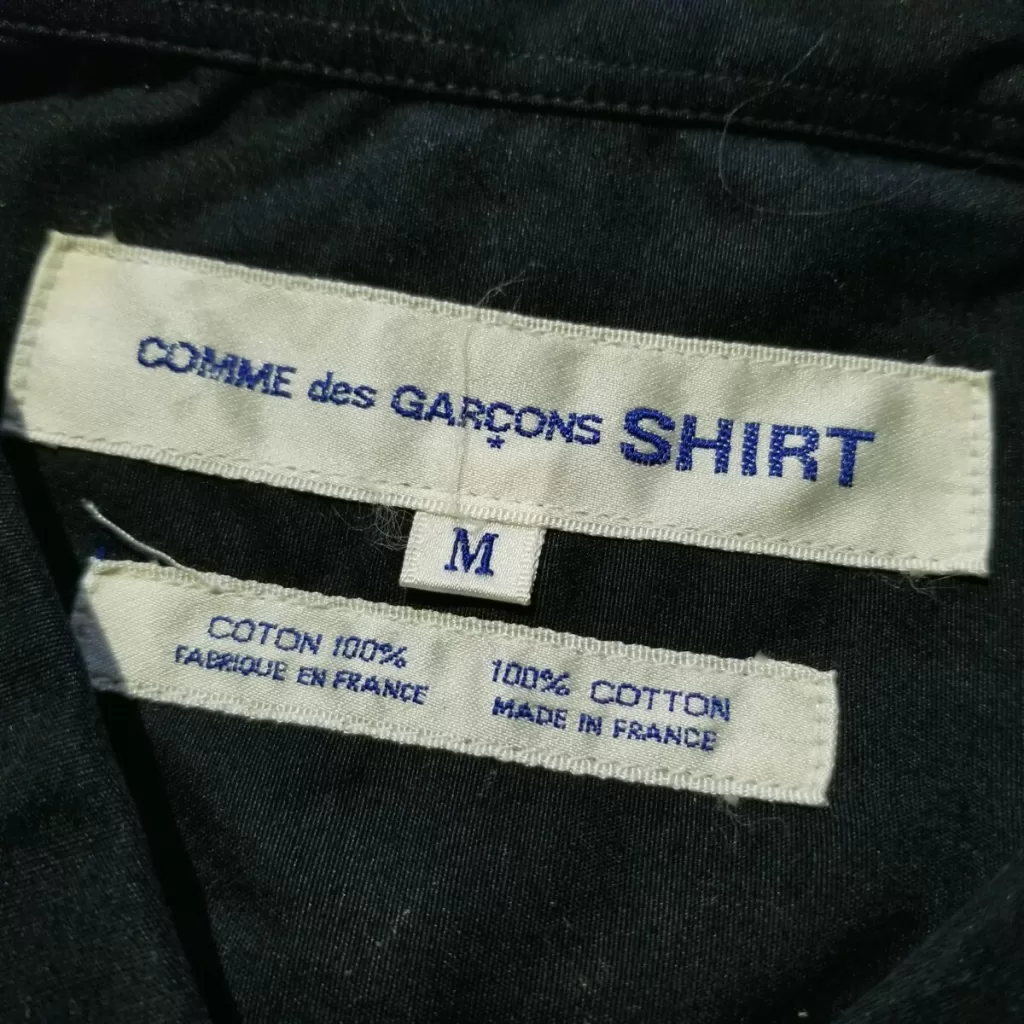 COMME des GARÇONS SHIRT
M
COTON 100%
FABRIQUE EN FRANCE
100% COTTON
MADE IN FRANCE